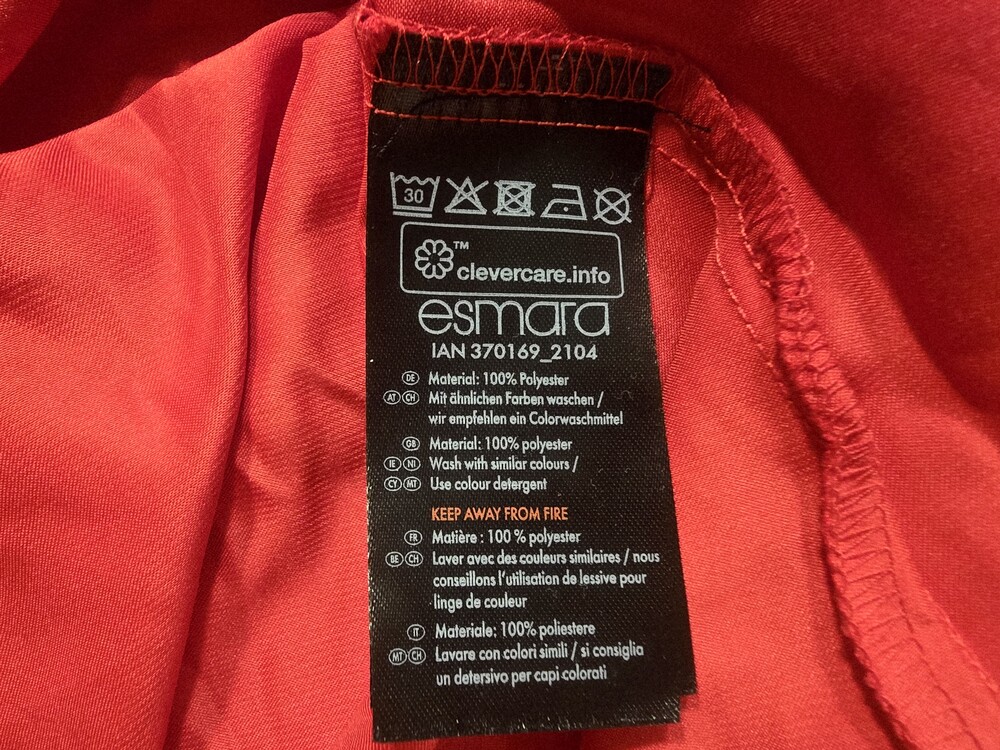 30
™
clevercare.info
esmara
IAN 370169_2104
DE Material: 100% Polyester
AT CH Mit ähnlichen Farben waschen /
wir empfehlen ein Colorwaschmittel
GB Material: 100% polyester
IE NI Wash with similar colours /
CY MT Use colour detergent
KEEP AWAY FROM FIRE
FR Matière : 100 % polyester
BE CH Laver avec des couleurs similaires / nous
conseillons l'utilisation de lessive pour
linge de couleur
IT Materiale: 100% poliestere
MT CH Lavare con colori simili / si consiglia
un detersivo per capi colorati